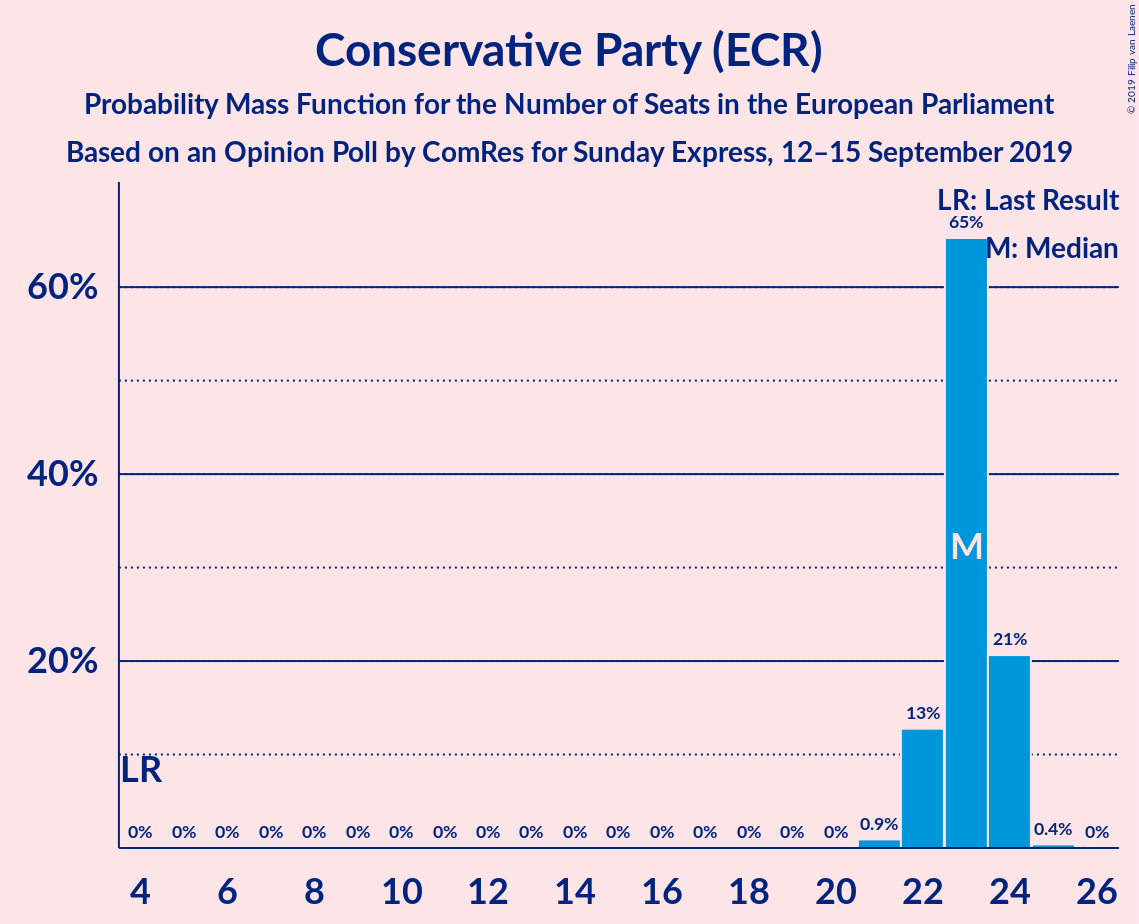 Conservative Party (ECR)
Probability Mass Function for the Number of Seats in the European Parliament
Based on an Opinion Poll by ComRes for Sunday Express, 12–15 September 2019
© 2019 Filip van Laenen
LR: Last Result
65%
M: Median
60%
40%
M
21%
20%
13%
LR
0% 0% 0% 0% 0% 0% 0% 0% 0% 0% 0% 0% 0% 0% 0% 0% 0% 0.9% 0.4% 0%
4 6 8 10 12 14 16 18 20 22 24 26